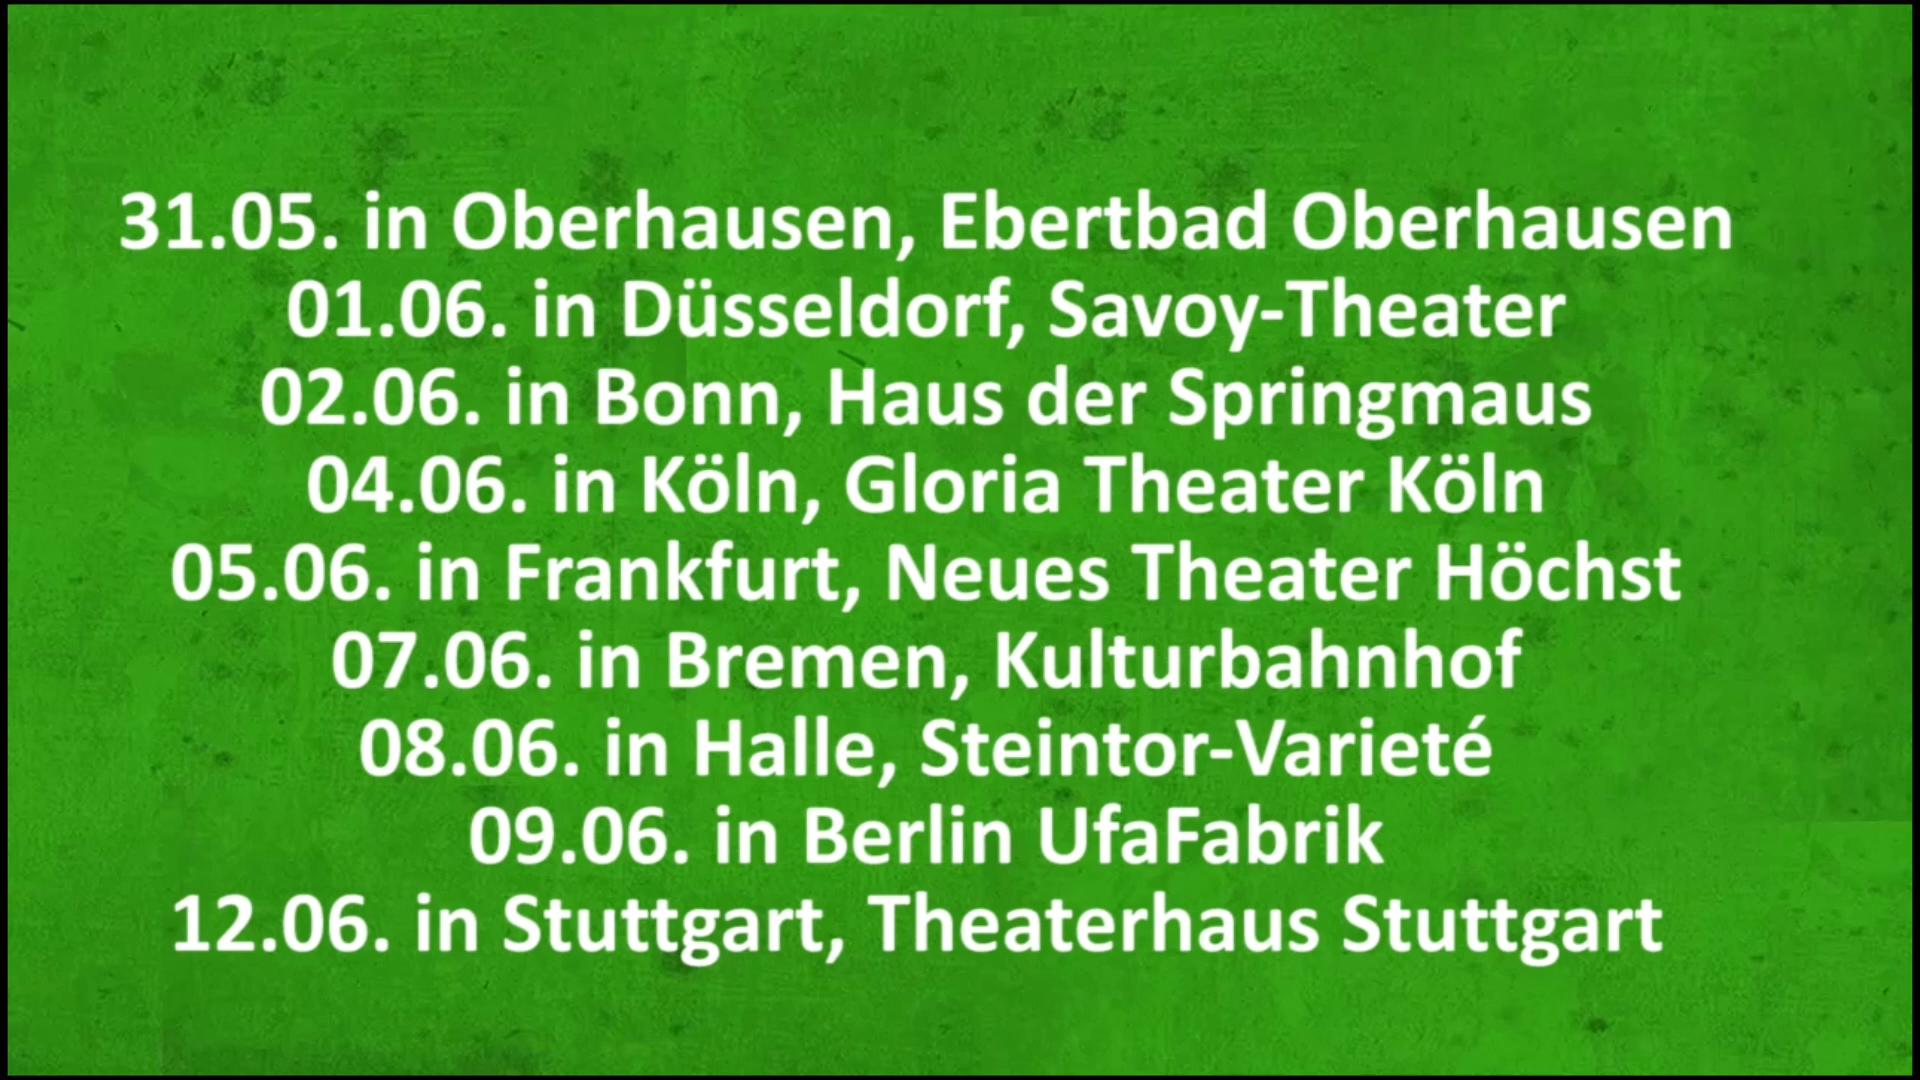 31.05. in Oberhausen, Ebertbad Oberhausen
01.06. in Düsseldorf, Savoy-Theater
02.06. in Bonn, Haus der Springmaus
04.06. in Köln, Gloria Theater Köln
05.06. in Frankfurt, Neues Theater Höchst
07.06. in Bremen, Kulturbahnhof
08.06. in Halle, Steintor-Varieté
09.06. in Berlin UfaFabrik
12.06. in Stuttgart, Theaterhaus Stuttgart